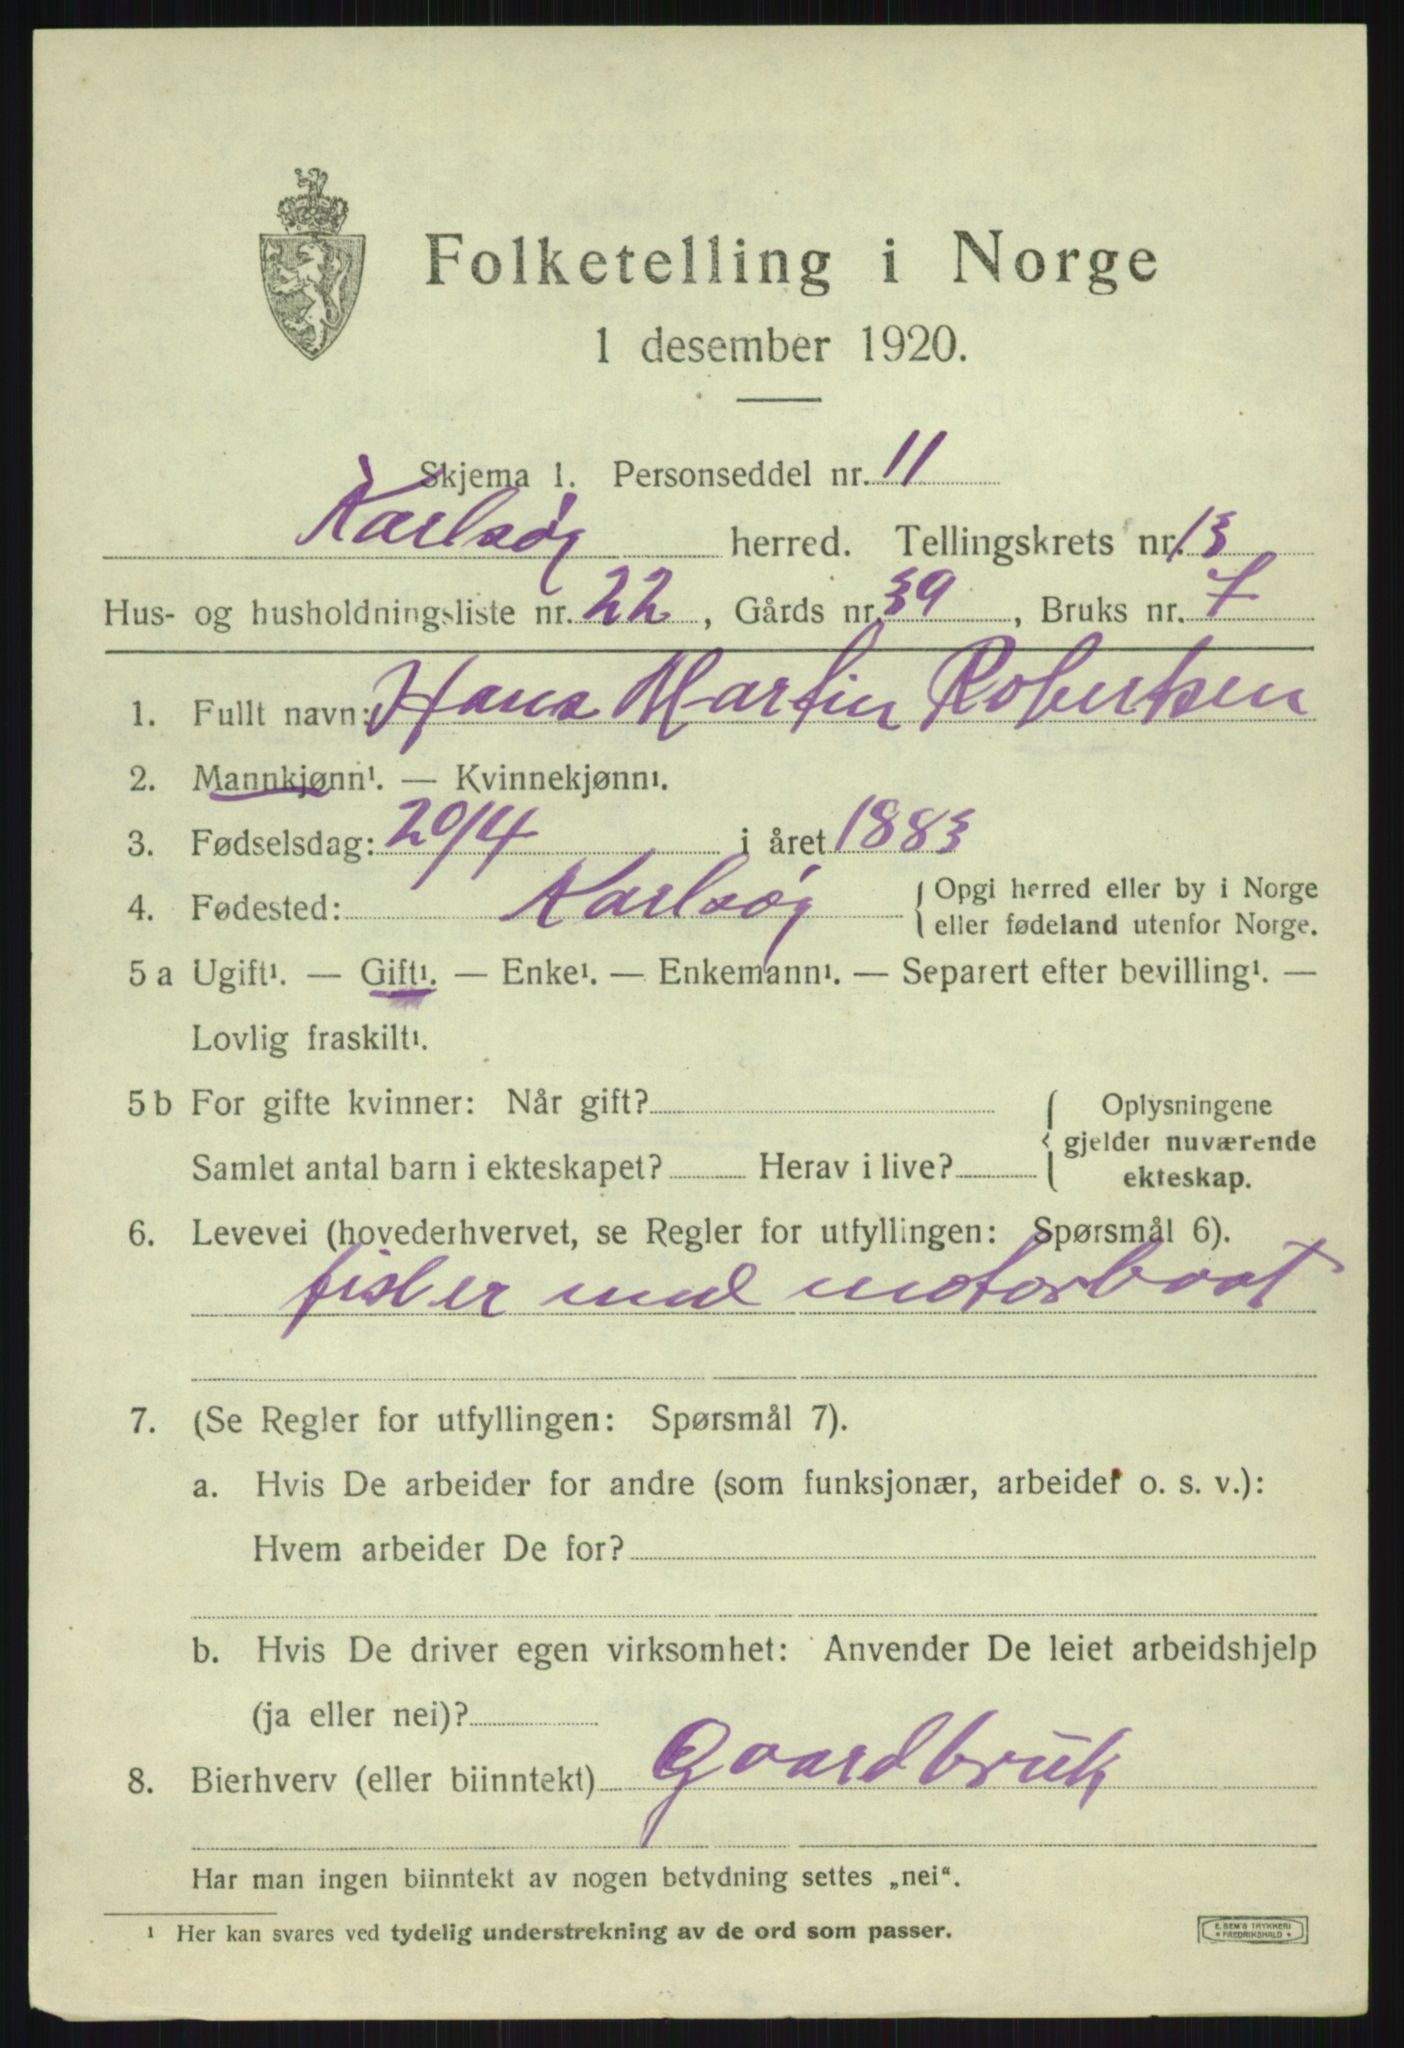 Folketelling i Norge
1 desember 1920.
Skjema 1. Personseddel nr. 11
Karlsøy herred. Tellingskrets nr. 13
Hus- og husholdningsliste nr. 22, Gårds nr. 39, Bruks nr. 7
1. Fullt navn: Hans Martin Robertsen
2. Mannkjønn¹. — Kvinnekjønn¹.
3. Fødselsdag: 20/4 i året 1883
4. Fødested: Karlsøy { Opgi herred eller by i Norge
eller fødeland utenfor Norge.
5 a Ugift¹. — Gift¹. — Enke¹. — Enkemann¹. — Separert efter bevilling¹. —
Lovlig fraskilt¹.
5 b For gifte kvinner: Når gift? { Oplysningene
gjelder nuværende
Samlet antal barn i ekteskapet? Herav i live? ekteskap.
6. Levevei (hovederhvervet, se Regler for utfyllingen: Spørsmål 6).
fisker med motorbaat
7. (Se Regler for utfyllingen: Spørsmål 7).
a. Hvis De arbeider for andre (som funksjonær, arbeider o. s. v.):
Hvem arbeider De for?
b. Hvis De driver egen virksomhet: Anvender De leiet arbeidshjelp
(ja eller nei)?
8. Bierhverv (eller biinntekt) Gaardbruk
Har man ingen biinntekt av nogen betydning settes „nei“.
¹ Her kan svares ved tydelig understrekning av de ord som passer.
E. SEM'S TRYKKERI
* FREDRIKSHALD *